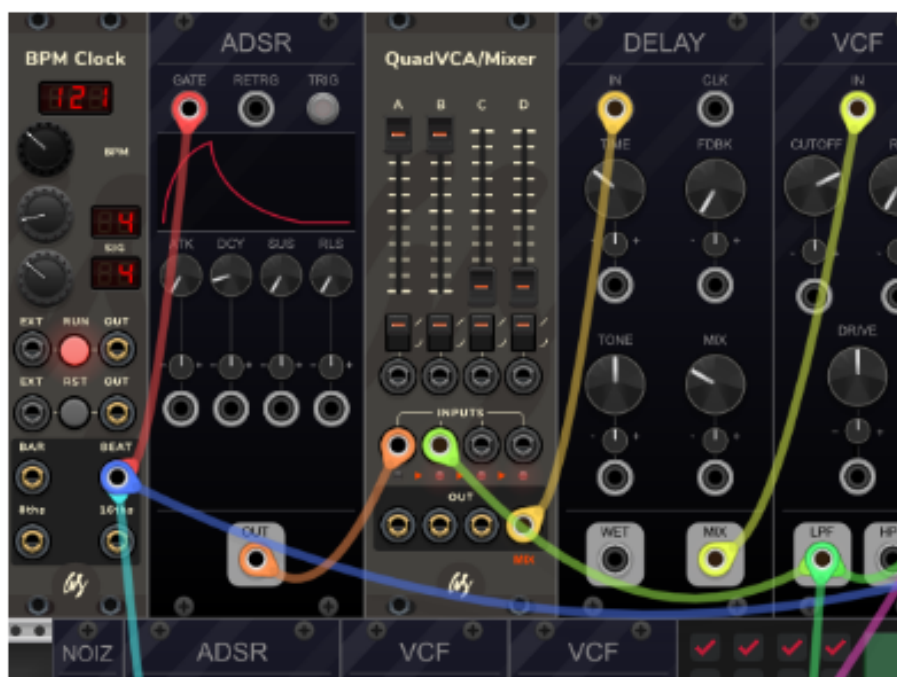 BPM Clock
121
BPM
4
SIG
4
EXT RUN OUT
EXT RST OUT
BAR BEAT
8ths 16ths
ADSR
GATE RETRG TRIG
ATK DCY SUS RLS
- +
- +
- +
- +
OUT
QuadVCA/Mixer
A B C D
INPUTS
OUT
MIX
DELAY
IN CLK
TIME FDBK
- + - +
TONE MIX
- + - +
WET MIX
VCF
IN
CUTOFF R
-
DRIVE
- +
LPF HP
NOIZ
ADSR
VCF
VCF